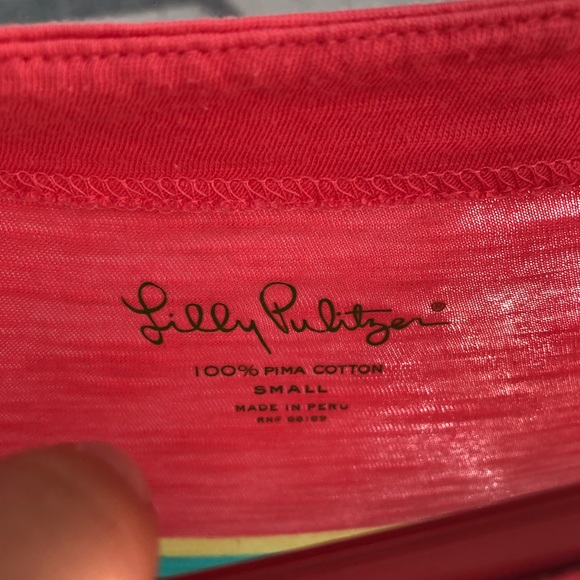 Lilly Pulitzer®
100% PIMA COTTON
SMALL
MADE IN PERU